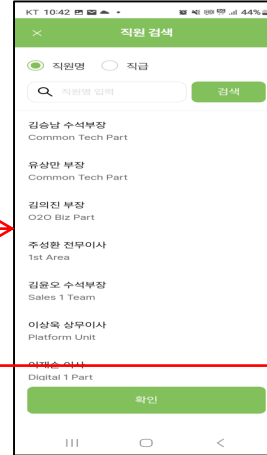 KT 10:42 44%
× 직원 검색
직원명 직급
직원명 입력 검색
김승남 수석부장
Common Tech Part
유상만 부장
Common Tech Part
김의진 부장
O2O Biz Part
주성환 전무이사
1st Area
김윤오 수석부장
Sales 1 Team
이상욱 상무이사
Platform Unit
이사
Digital 1 Part
확인